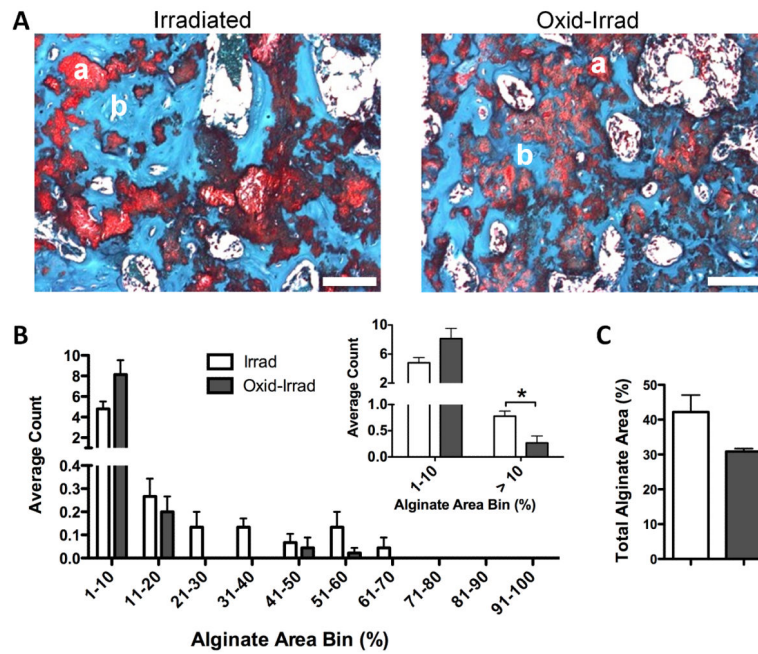 A
Irradiated
Oxid-Irrad
a
b
a
b
B
Irrad
Oxid-Irrad
Average Count
10
8
6
4
0.4
0.3
0.2
0.1
0.0
1-10
11-20
21-30
31-40
41-50
51-60
61-70
71-80
81-90
91-100
Alginate Area Bin (%)
Average Count
10
6
2
1.0
0.5
0.0
*
1-10
> 10
Alginate Area Bin (%)
C
Total Alginate Area (%)
50
40
30
20
10
0